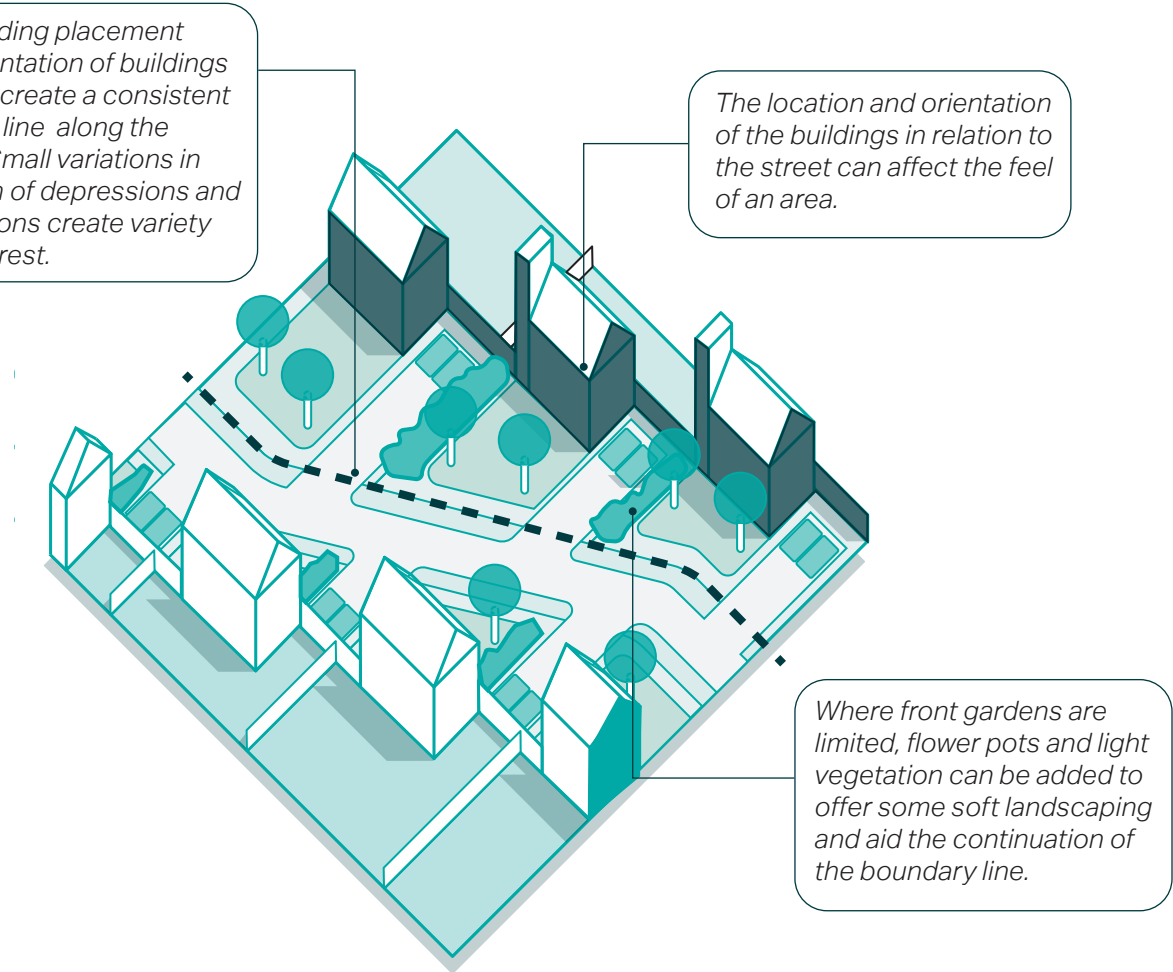 ding placement
ntation of buildings
create a consistent
line along the
Small variations in
n of depressions and
ons create variety
rest.
The location and orientation
of the buildings in relation to
the street can affect the feel
of an area.
Where front gardens are
limited, flower pots and light
vegetation can be added to
offer some soft landscaping
and aid the continuation of
the boundary line.